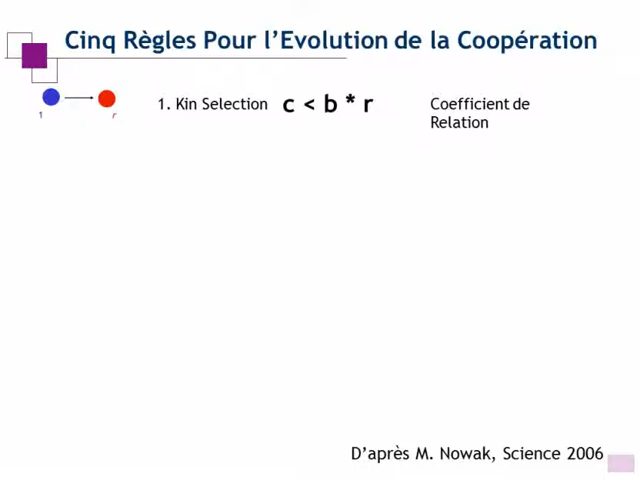 Cinq Règles Pour l’Evolution de la Coopération
1 r
1. Kin Selection c < b * r Coefficient de
Relation
D’après M. Nowak, Science 2006